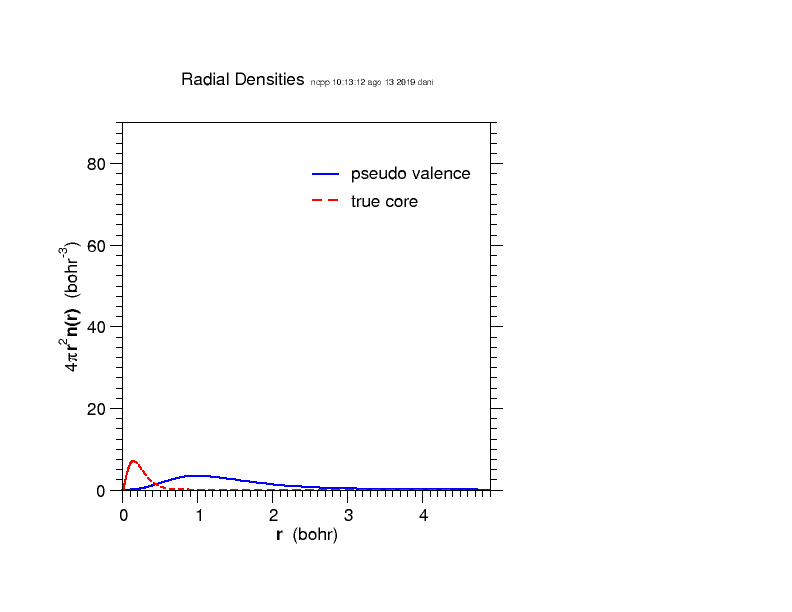 Radial Densities ncpp 10:13:12 ago 13 2019 dani
80
60
40
20
0
4πr²n(r) (bohr⁻³)
pseudo valence
true core
0 1 2 3 4
r (bohr)